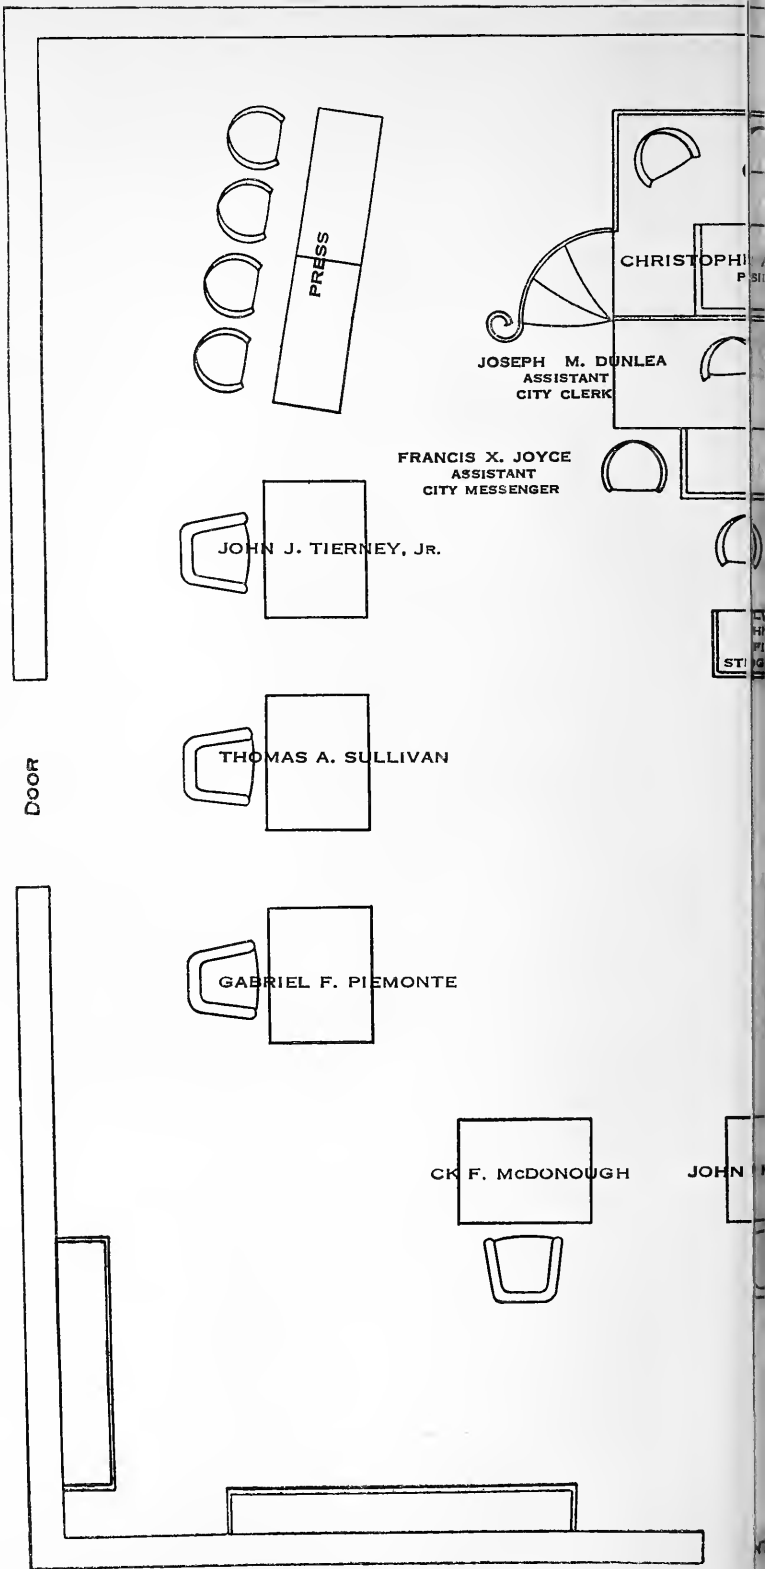 PRESS
CHRISTOPHI
JOSEPH M. DUNLEA
ASSISTANT
CITY CLERK
FRANCIS X. JOYCE
ASSISTANT
CITY MESSENGER
JOHN J. TIERNEY, JR.
THOMAS A. SULLIVAN
DOOR
GABRIEL F. PIEMONTE
CK F. McDONOUGH
JOHN